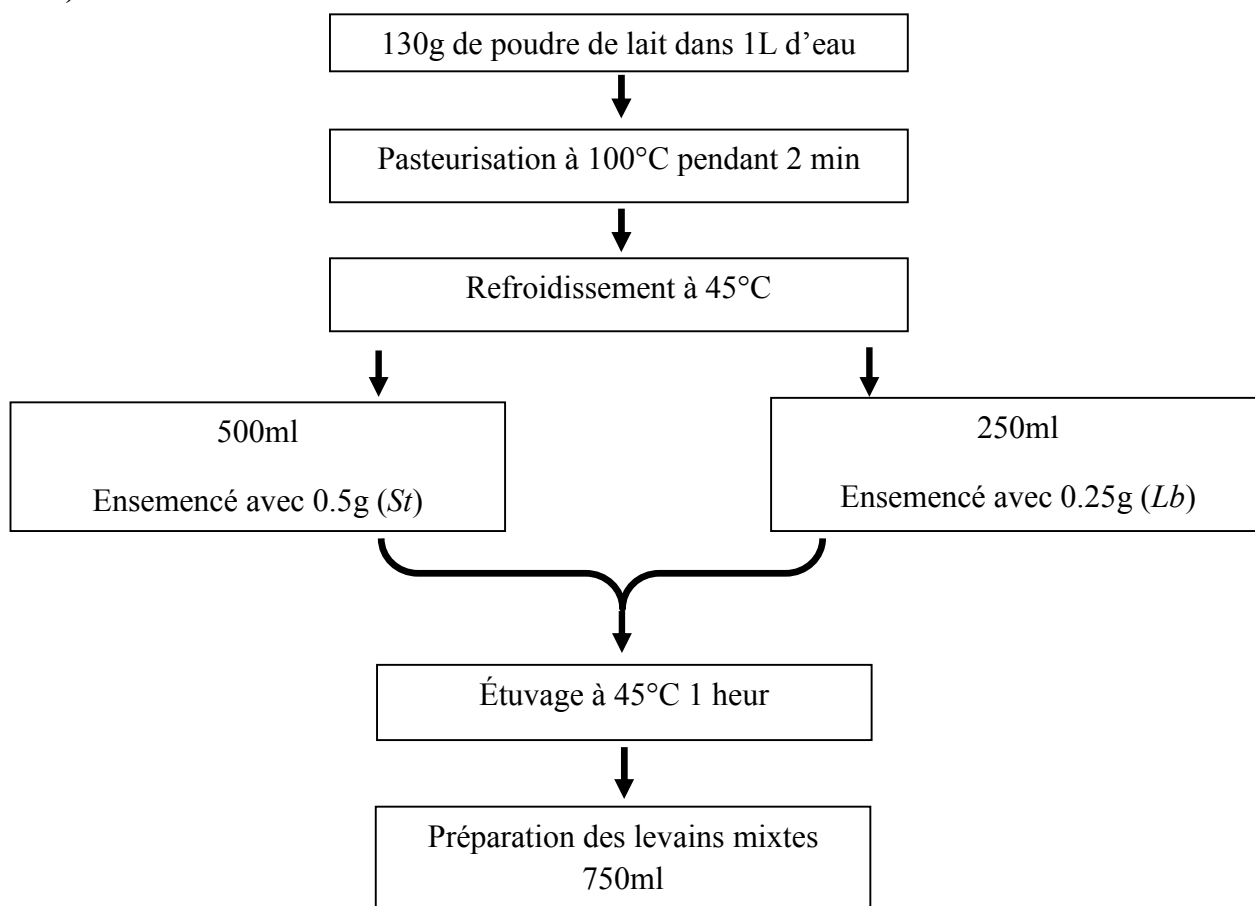 130g de poudre de lait dans 1L d’eau
Pasteurisation à 100°C pendant 2 min
Refroidissement à 45°C
500ml
Ensemencé avec 0.5g (St)
250ml
Ensemencé avec 0.25g (Lb)
Étuvage à 45°C 1 heur
Préparation des levains mixtes
750ml